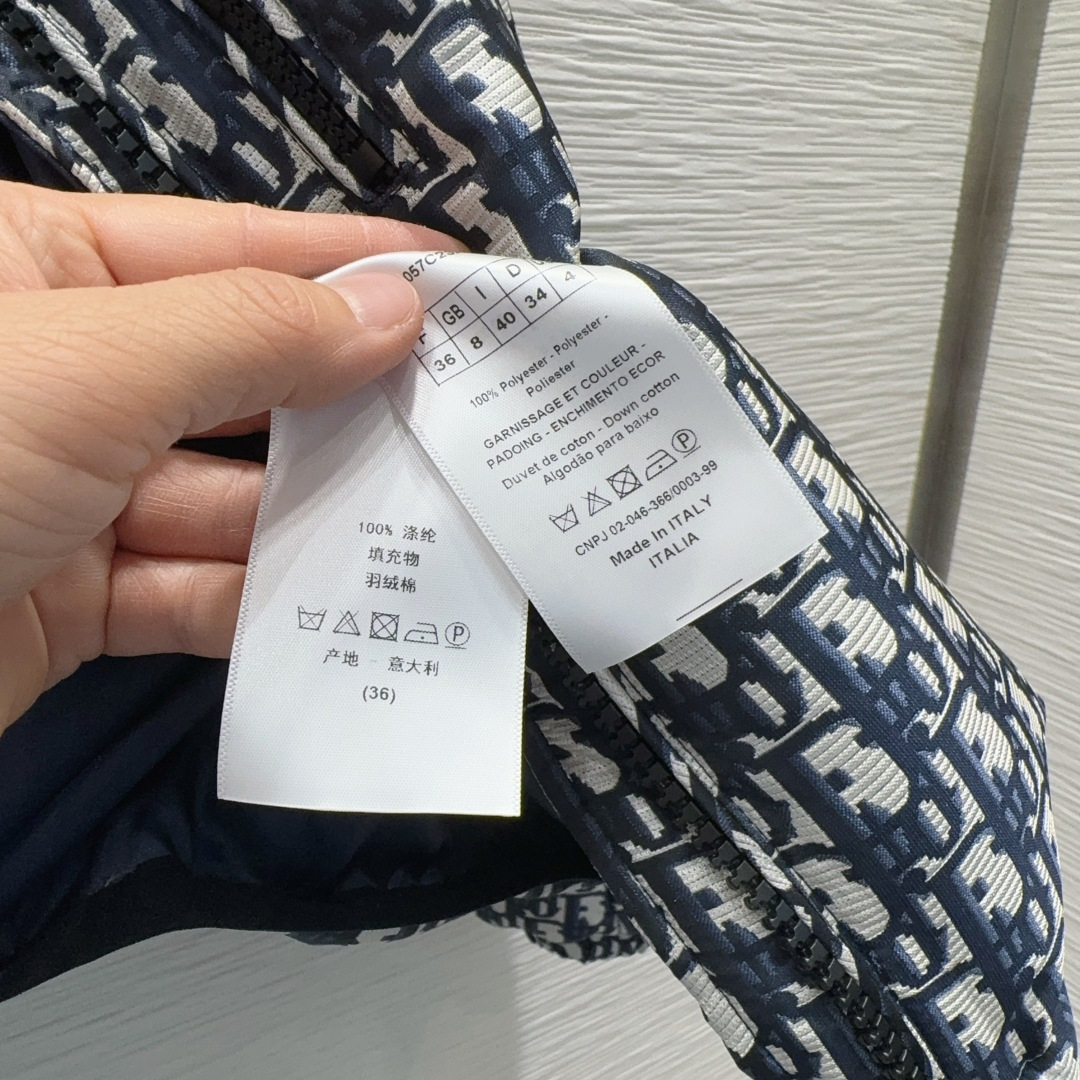 057C2
F GB I D
36 8 40 34 4
100% Polyester - Polyester -
Poliester
GARNISSAGE ET COULEUR -
PADOING - ENCHIMENTO ECOR
Duvet de coton - Down cotton
Algodão para baixo
P
CNPJ 02-046-366/0003-99
Made In ITALY
ITALIA
100% 涤纶
填充物
羽绒棉
P
产地 - 意大利
(36)